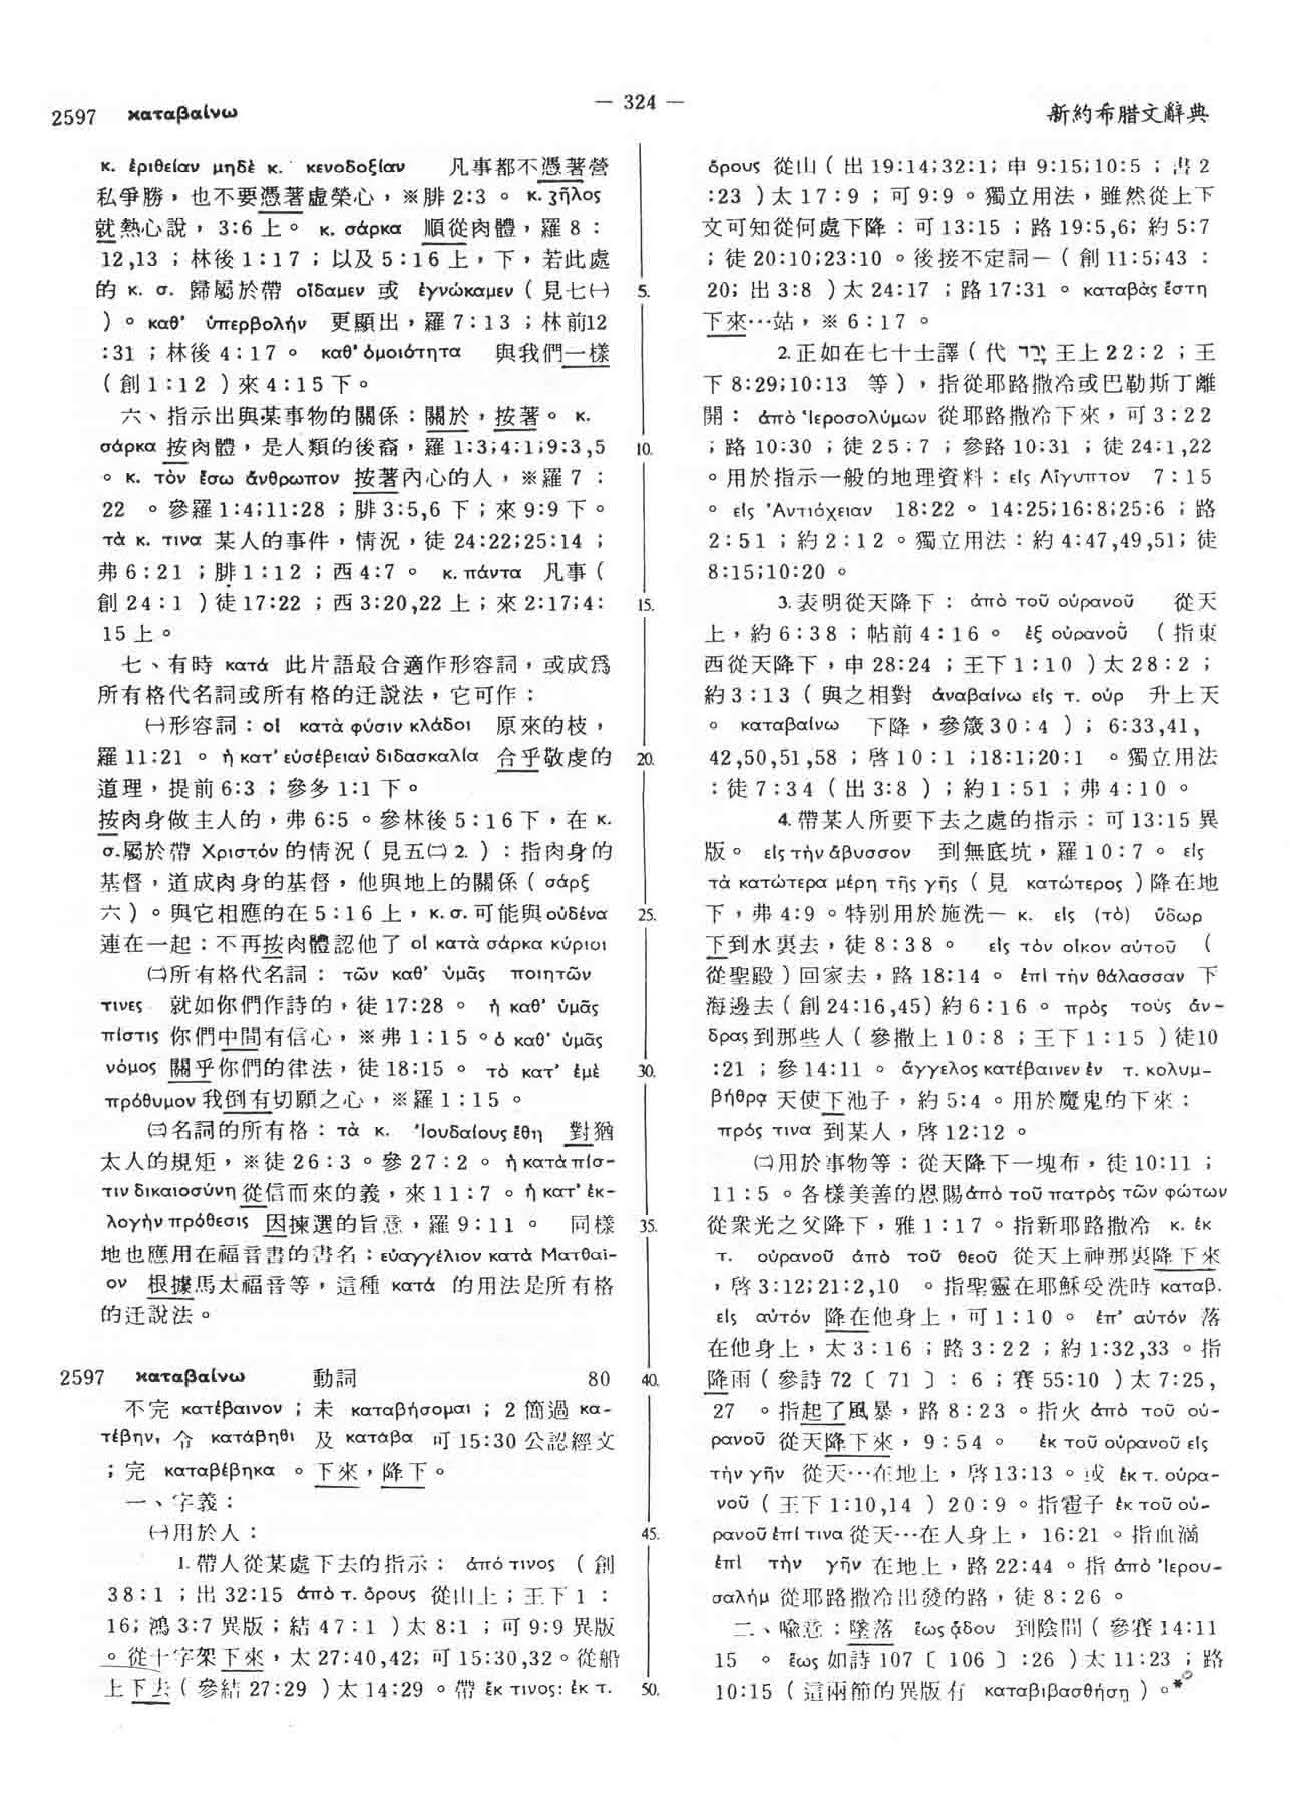 2597 καταβαίνω
— 324 —
新約希腊文辭典
κ. ἐριθείαν μηδὲ κ. κενοδοξίαν 凡事都不憑著營
私爭勝，也不要憑著虛榮心，※腓 2:3 。 κ. ζῆλος
就熱心說， 3:6 上。 κ. σάρκα 順從肉體，羅 8 :
12,13 ；林後 1:17 ；以及 5:16 上，下，若此處
的 κ. σ. 歸屬於帶 οἴδαμεν 或 ἐγνώκαμεν ( 見七㈠
) 。 καθ' ὑπερβολήν 更顯出，羅 7:13 ；林前12
:31 ；林後 4:17 。 καθ' ὁμοιότητα 與我們一樣
( 創 1:12 ) 來 4:15 下。
六、指示出與某事物的關係：關於，按著。 κ.
σάρκα 按肉體，是人類的後裔，羅 1:3;4:1;9:3,5
。 κ. τὸν ἔσω ἄνθρωπον 按著內心的人，※羅 7 :
22 。參羅 1:4;11:28 ；腓 3:5,6 下；來 9:9 下。
τὰ κ. τινα 某人的事件，情況，徒 24:22;25:14 ；
弗 6:21 ；腓 1:12 ；西 4:7 。 κ. πάντα 凡事 (
創 24:1 ) 徒 17:22 ；西 3:20,22 上；來 2:17;4:
15 上。
七、有時 κατά 此片語最合適作形容詞，或成爲
所有格代名詞或所有格的迂說法，它可作：
㈠形容詞：οἱ κατὰ φύσιν κλάδοι 原來的枝，
羅 11:21 。 ἡ κατ' εὐσέβειαν διδασκαλία 合乎敬虔的
道理，提前 6:3 ；參多 1:1 下。
按肉身做主人的，弗 6:5 。參林後 5:16 下，在 κ.
σ.屬於帶 Χριστόν 的情況 ( 見五㈡ 2. ) ：指肉身的
基督，道成肉身的基督，他與地上的關係 ( σάρξ
六 ) 。與它相應的在 5:16 上，κ. σ. 可能與 οὐδένα
連在一起：不再按肉體認他了 οἱ κατὰ σάρκα κύριοι
㈡所有格代名詞： τῶν καθ' ὑμᾶς ποιητῶν
τινες 就如你們作詩的，徒 17:28 。 ἡ καθ' ὑμᾶς
πίστις 你們中間有信心，※弗 1:15 。ὁ καθ' ὑμᾶς
νόμος 關乎你們的律法，徒 18:15 。 τὸ κατ' ἐμὲ
πρόθυμον 我倒有切願之心，※羅 1:15 。
㈢名詞的所有格：τὰ κ. Ἰουδαίους ἔθη 對猶
太人的規矩，※徒 26:3 。參 27:2 。 ἡ κατὰ πίσ-
τιν δικαιοσύνη 從信而來的義，來 11:7 。ἡ κατ' ἐκ-
λογὴν πρόθεσις 因揀選的旨意，羅 9:11 。 同樣
地也應用在福音書的書名：εὐαγγέλιον κατὰ Ματθαῖ-
ον 根據馬太福音等，這種 κατά 的用法是所有格
的迂說法。
2597 καταβαίνω 動詞 80
不完 κατέβαινον ；未 καταβήσομαι ；2 簡過 κα-
τέβην, 令 κατάβηθι 及 κατάβα 可 15:30 公認經文
；完 καταβέβηκα 。下來，降下。
一、字義：
㈠用於人：
1. 帶人從某處下去的指示： ἀπό τινος ( 創
38:1 ；出 32:15 ἀπὸ τ. ὄρους 從山上；王下 1 :
16; 鴻 3:7 異版；結 47:1 ) 太 8:1 ；可 9:9 異版
。從十字架下來，太 27:40,42; 可 15:30,32。從船
上下去 ( 參結 27:29 ) 太 14:29 。帶 ἔκ τινος: ἐκ τ.
5.
10.
15.
20.
25.
30.
35.
40.
45.
50.
ὄρους 從山 ( 出 19:14;32:1; 申 9:15;10:5 ；書 2
:23 ) 太 17:9 ；可 9:9 。獨立用法，雖然從上下
文可知從何處下降：可 13:15 ；路 19:5,6; 約 5:7
；徒 20:10;23:10 。後接不定詞— ( 創 11:5;43 :
20; 出 3:8 ) 太 24:17 ；路 17:31 。 καταβὰς ἔστη
下來…站，※ 6:17 。
2.正如在七十士譯 ( 代 ירד 王上 22:2 ；王
下 8:29;10:13 等 ) ，指從耶路撒冷或巴勒斯丁離
開： ἀπὸ Ἱεροσολύμων 從耶路撒冷下來，可 3:22
；路 10:30 ；徒 25:7 ；參路 10:31 ；徒 24:1,22
。用於指示一般的地理資料：εἰς Αἴγυπτον 7:15
。 εἰς Ἀντιόχειαν 18:22 。 14:25;16:8;25:6 ；路
2:51 ；約 2:12 。獨立用法：約 4:47,49,51; 徒
8:15;10:20 。
3.表明從天降下： ἀπὸ τοῦ οὐρανοῦ 從天
上，約 6:38 ；帖前 4:16 。 ἐξ οὐρανοῦ ( 指東
西從天降下，申 28:24 ；王下 1:10 ) 太 28:2 ；
約 3:13 ( 與之相對 ἀναβαίνω εἰς τ. οὐρ 升上天
。 καταβαίνω 下降，參箴 30:4 ) ； 6:33,41,
42,50,51,58 ；啓 10:1 ;18:1;20:1 。獨立用法
：徒 7:34 ( 出 3:8 ) ；約 1:51 ；弗 4:10 。
4.帶某人所要下去之處的指示：可 13:15 異
版。 εἰς τὴν ἄβυσσον 到無底坑，羅 10:7 。 εἰς
τὰ κατώτερα μέρη τῆς γῆς ( 見 κατώτερος ) 降在地
下，弗 4:9 。特别用於施洗— κ. εἰς (τὸ) ὕδωρ
下到水裏去，徒 8:38 。 εἰς τὸν οἶκον αὐτοῦ (
從聖殿 ) 回家去，路 18:14 。 ἐπὶ τὴν θάλασσαν 下
海邊去 ( 創 24:16,45) 約 6:16 。 πρὸς τοὺς ἄν-
δρας 到那些人 ( 參撒上 10:8 ；王下 1:15 ) 徒10
:21 ；參 14:11 。 ἄγγελος κατέβαινεν ἐν τ. κολυμ-
βήθρᾳ 天使下池子，約 5:4 。用於魔鬼的下來：
πρός τινα 到某人，啓 12:12 。
㈡用於事物等：從天降下一塊布，徒 10:11 ；
11:5 。各樣美善的恩賜ἀπὸ τοῦ πατρὸς τῶν φώτων
從衆光之父降下，雅 1:17 。指新耶路撒冷 κ. ἐκ
τ. οὐρανοῦ ἀπὸ τοῦ θεοῦ 從天上神那裏降下來
，啓 3:12;21:2,10 。指聖靈在耶穌受洗時 καταβ.
εἰς αὐτόν 降在他身上，可 1:10 。 ἐπ' αὐτόν 落
在他身上，太 3:16 ；路 3:22 ；約 1:32,33 。指
降雨 ( 參詩 72〔 71 〕: 6；賽 55:10 ) 太 7:25,
27 。指起了風暴，路 8:23 。指火 ἀπὸ τοῦ οὐ-
ρανοῦ 從天降下來， 9:54 。 ἐκ τοῦ οὐρανοῦ εἰς
τὴν γῆν 從天…在地上，啓 13:13 。或 ἐκ τ. οὐρα-
νοῦ ( 王下 1:10,14 ) 20:9 。指雹子 ἐκ τοῦ οὐ-
ρανοῦ ἐπί τινα 從天…在人身上， 16:21 。指血滴
ἐπὶ τὴν γῆν 在地上，路 22:44 。指 ἀπὸ Ἰερου-
σαλήμ 從耶路撒冷出發的路，徒 8:26 。
二、喩意：墜落 ἕως ᾅδου 到陰間 ( 參賽 14:11
15 。 ἕως 如詩 107〔 106 〕:26 ) 太 11:23 ；路
10:15 ( 這兩節的異版有 καταβιβασθήσῃ ) 。*